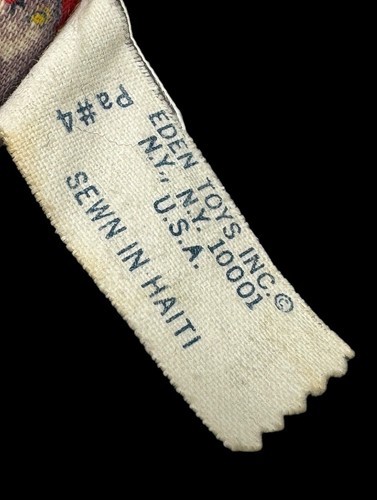 EDEN TOYS INC.©
N.Y., N.Y. 10001
U.S.A.
SEWN IN HAITI
Pa#4